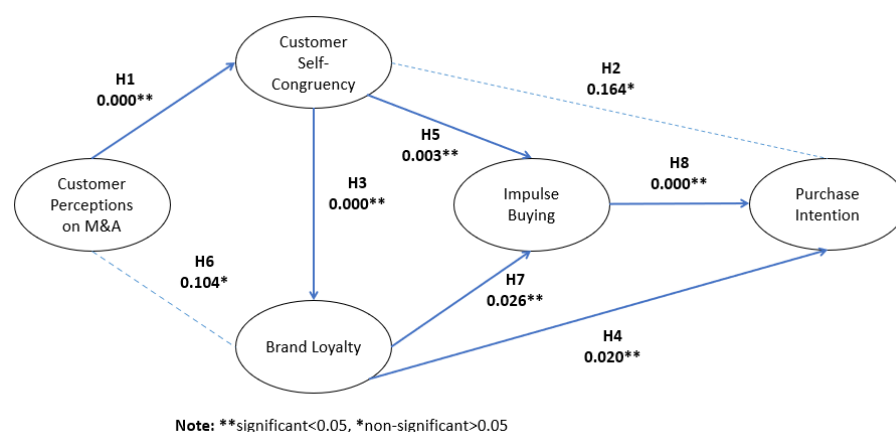 Customer
Self-
Congruency
H1
0.000**
H2
0.164*
H5
0.003**
H3
0.000**
H8
0.000**
Customer
Perceptions
on M&A
Impulse
Buying
Purchase
Intention
H6
0.104*
H7
0.026**
Brand Loyalty
H4
0.020**
Note: **significant<0.05, *non-significant>0.05